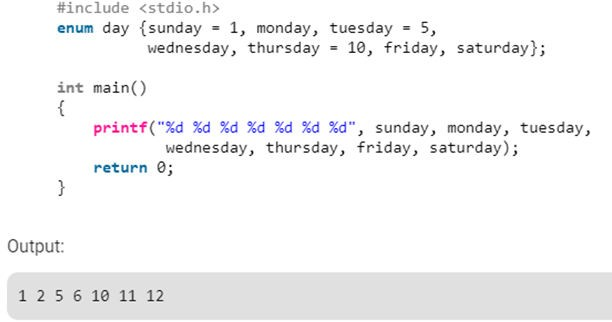 #include <stdio.h>
enum day {sunday = 1, monday, tuesday = 5,
          wednesday, thursday = 10, friday, saturday};

int main()
{
    printf("%d %d %d %d %d %d %d", sunday, monday, tuesday,
            wednesday, thursday, friday, saturday);
    return 0;
}

Output:

1 2 5 6 10 11 12